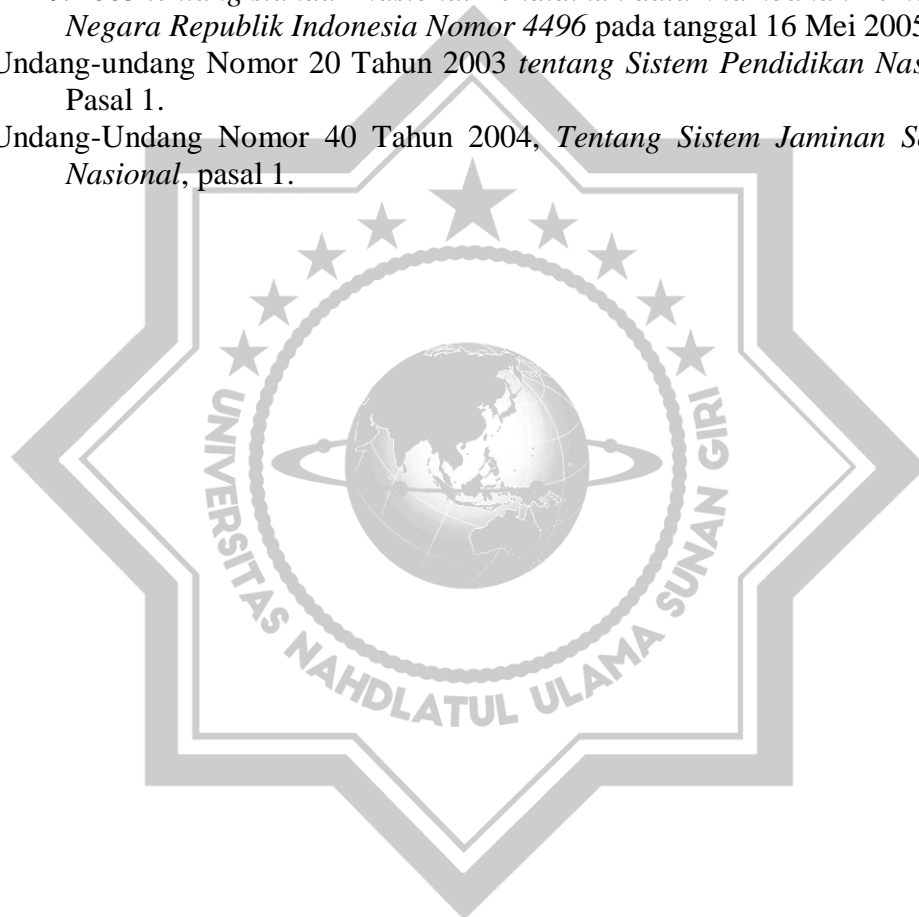 Negara Republik Indonesia Nomor 4496 pada tanggal 16 Mei 2005
Undang-undang Nomor 20 Tahun 2003 tentang Sistem Pendidikan Nas
Pasal 1.
Undang-Undang Nomor 40 Tahun 2004, Tentang Sistem Jaminan S
Nasional, pasal 1.
UNIVERSITAS NAHDLATUL ULAMA SUNAN GIRI